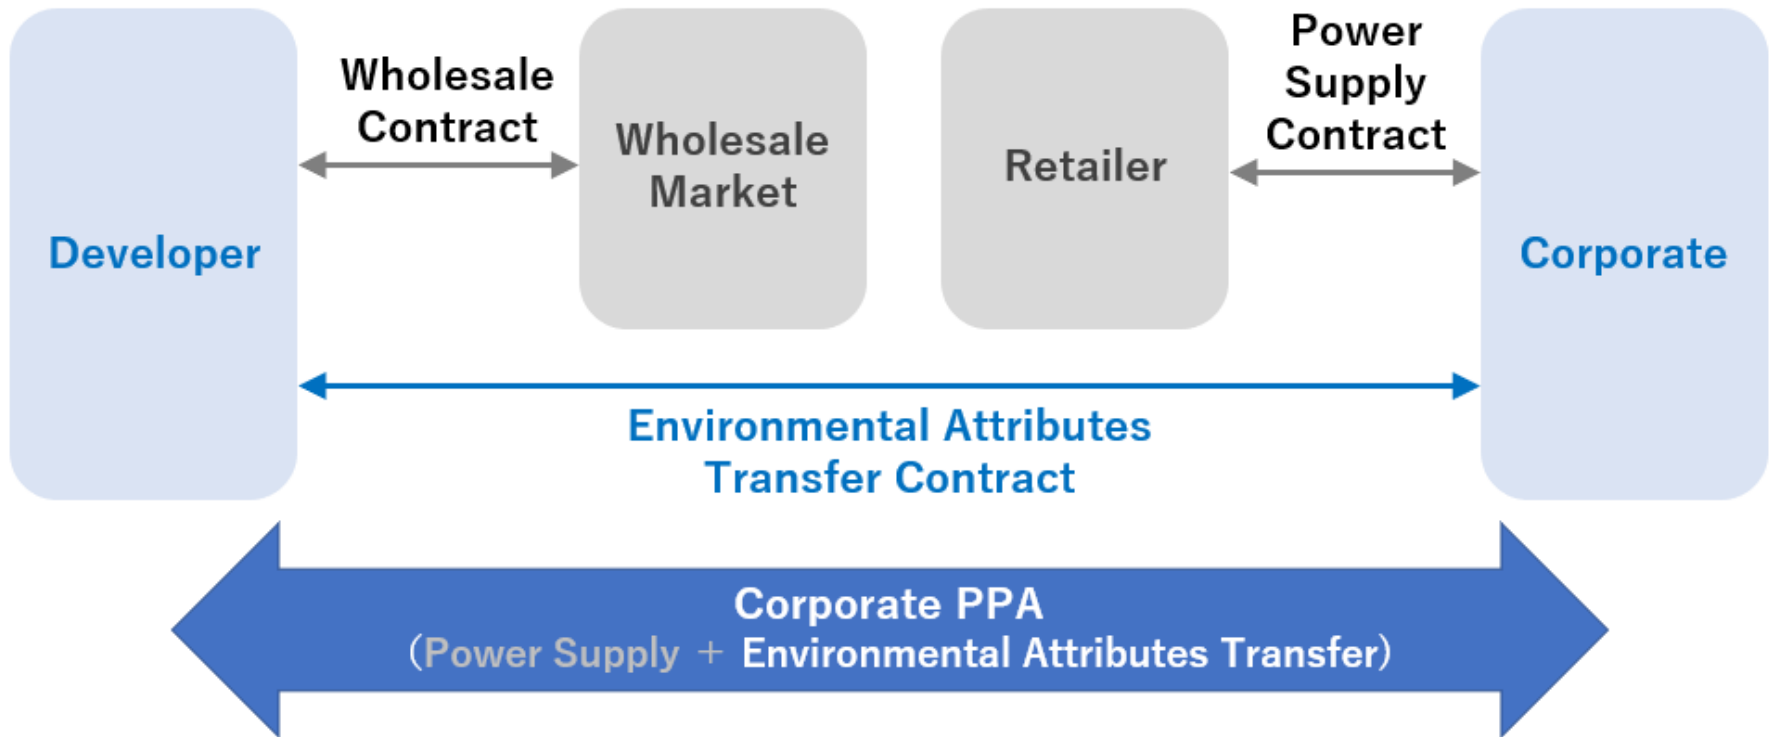 Developer
Wholesale
Contract
Wholesale
Market
Retailer
Power
Supply
Contract
Corporate
Environmental Attributes
Transfer Contract
Corporate PPA
(Power Supply + Environmental Attributes Transfer)